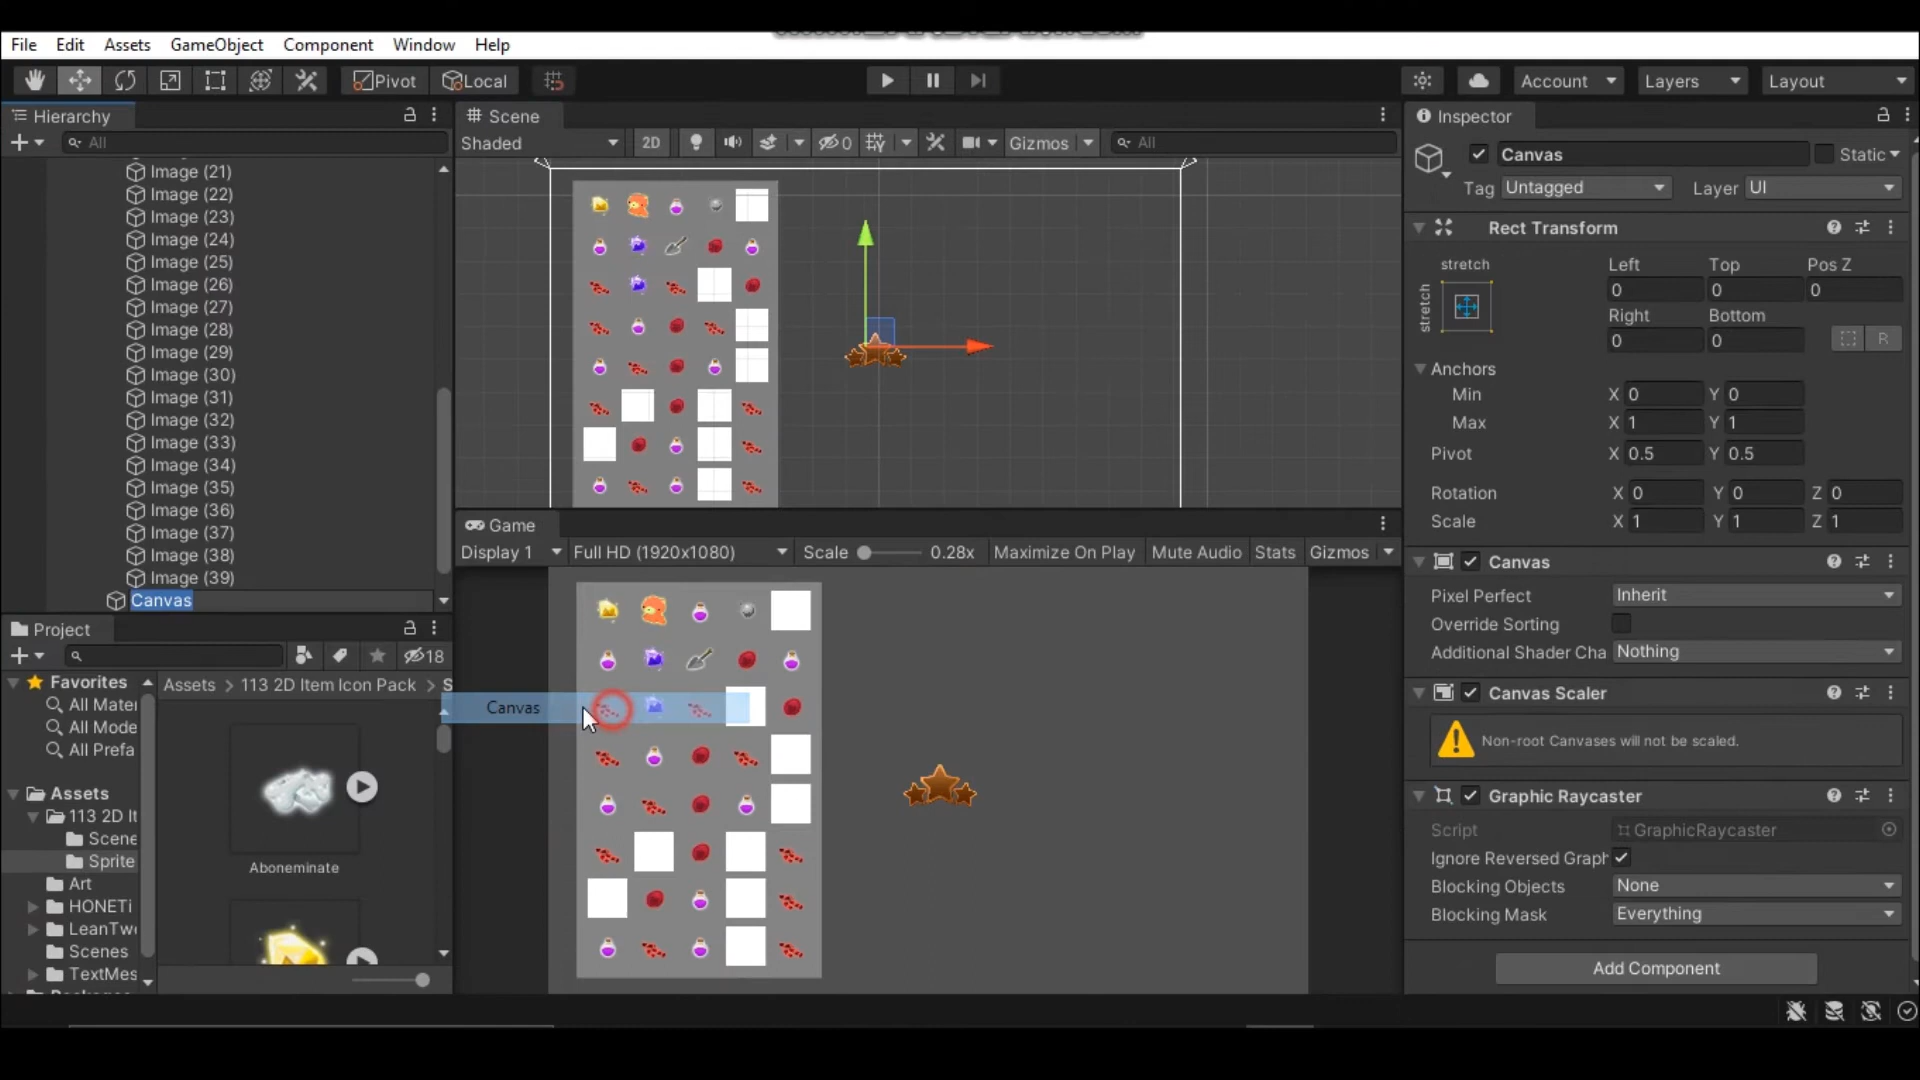 File Edit Assets GameObject Component Window Help
Pivot Local Account Layers Layout
Hierarchy
All
Image (21)
Image (22)
Image (23)
Image (24)
Image (25)
Image (26)
Image (27)
Image (28)
Image (29)
Image (30)
Image (31)
Image (32)
Image (33)
Image (34)
Image (35)
Image (36)
Image (37)
Image (38)
Image (39)
Canvas
Project
18
Favorites
All Mater
All Mode
All Prefa
Assets
113 2D It
Scene
Sprite
Art
HONETi
LeanTwe
Scenes
TextMes
Assets > 113 2D Item Icon Pack > S
Aboneminate
Scene
Shaded 2D 0 Gizmos All
Game
Display 1 Full HD (1920x1080) Scale 0.28x Maximize On Play Mute Audio Stats Gizmos
Canvas
Inspector
Canvas Static
Tag Untagged Layer UI
Rect Transform
stretch Left Top Pos Z
stretch 0 0 0
Right Bottom
0 0 R
Anchors
Min X 0 Y 0
Max X 1 Y 1
Pivot X 0.5 Y 0.5
Rotation X 0 Y 0 Z 0
Scale X 1 Y 1 Z 1
Canvas
Pixel Perfect Inherit
Override Sorting
Additional Shader Cha Nothing
Canvas Scaler
Non-root Canvases will not be scaled.
Graphic Raycaster
Script GraphicRaycaster
Ignore Reversed Graph
Blocking Objects None
Blocking Mask Everything
Add Component